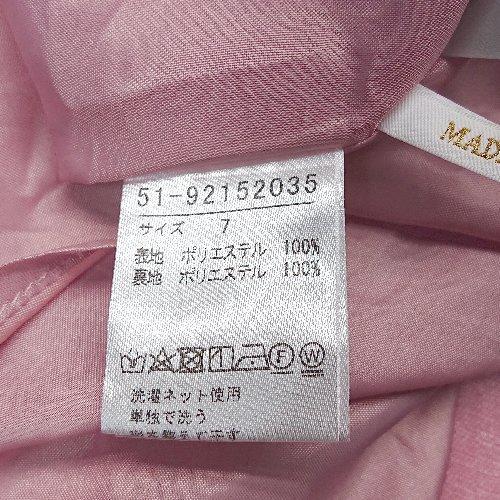 51-92152035
サイズ 7
表地 ポリエステル 100%
裏地 ポリエステル 100%
F W
洗濯ネット使用
単独で洗う
MAD